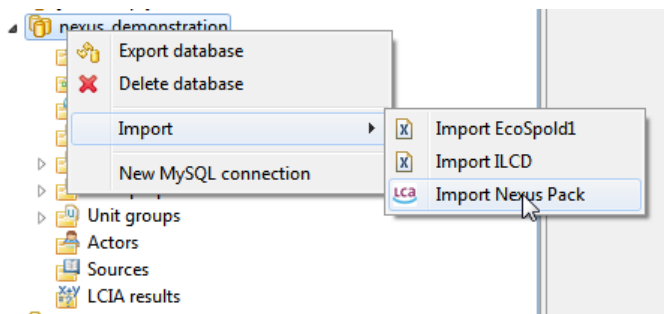 nexus_demonstration
Export database
Delete database
Import
Import EcoSpold1
Import ILCD
New MySQL connection
Import Nexus Pack
Unit groups
Actors
Sources
LCIA results